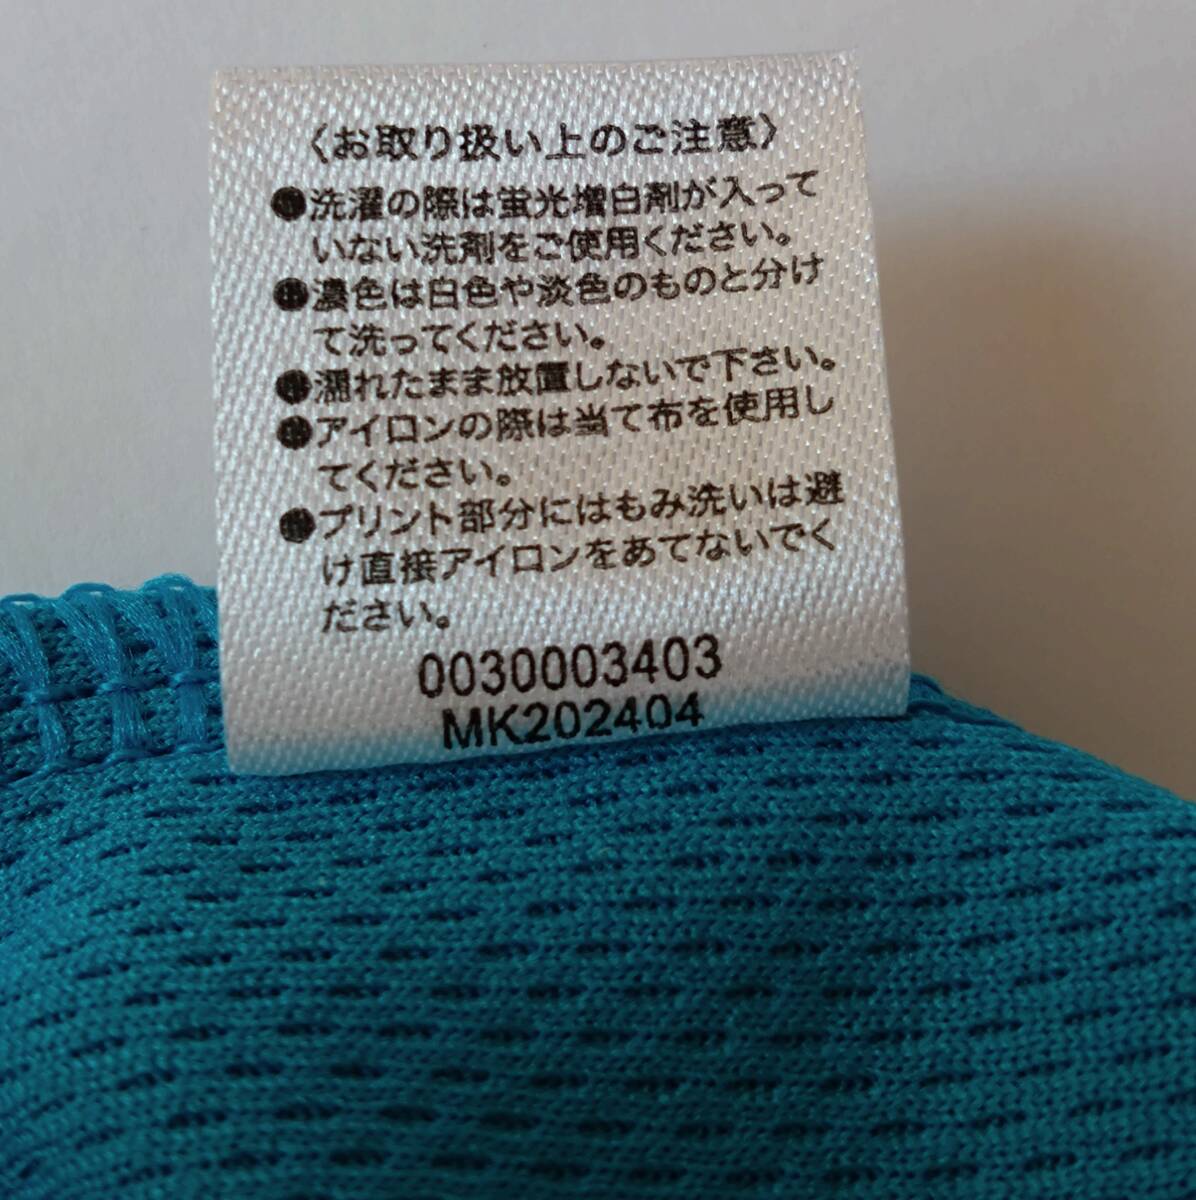 〈お取り扱い上のご注意〉
●洗濯の際は蛍光増白剤が入って
いない洗剤をご使用ください。
●濃色は白色や淡色のものと分け
て洗ってください。
●濡れたまま放置しないで下さい。
●アイロンの際は当て布を使用し
てください。
●プリント部分にはもみ洗いは避
け直接アイロンをあてないでく
ださい。
0030003403
MK202404